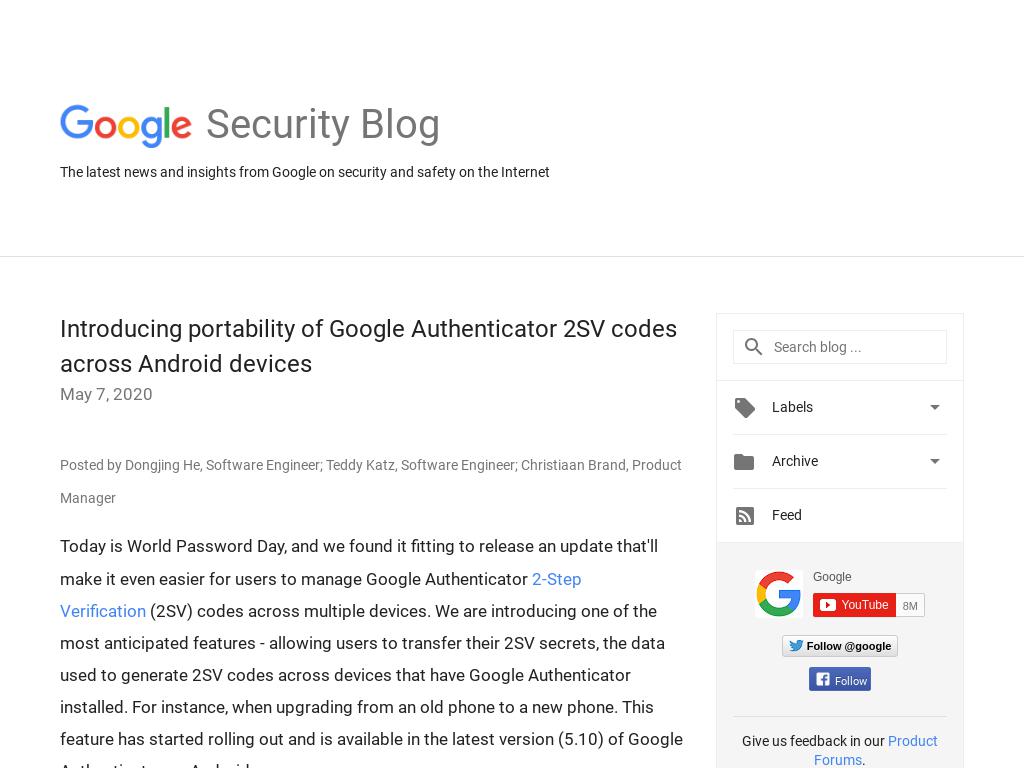 Google Security Blog
The latest news and insights from Google on security and safety on the Internet
Introducing portability of Google Authenticator 2SV codes
across Android devices
May 7, 2020
Posted by Dongjing He, Software Engineer; Teddy Katz, Software Engineer; Christiaan Brand, Product
Manager
Today is World Password Day, and we found it fitting to release an update that'll
make it even easier for users to manage Google Authenticator 2-Step
Verification (2SV) codes across multiple devices. We are introducing one of the
most anticipated features - allowing users to transfer their 2SV secrets, the data
used to generate 2SV codes across devices that have Google Authenticator
installed. For instance, when upgrading from an old phone to a new phone. This
feature has started rolling out and is available in the latest version (5.10) of Google
Search blog ...
Labels
Archive
Feed
Google
YouTube 8M
Follow @google
Follow
Give us feedback in our Product
Forums.